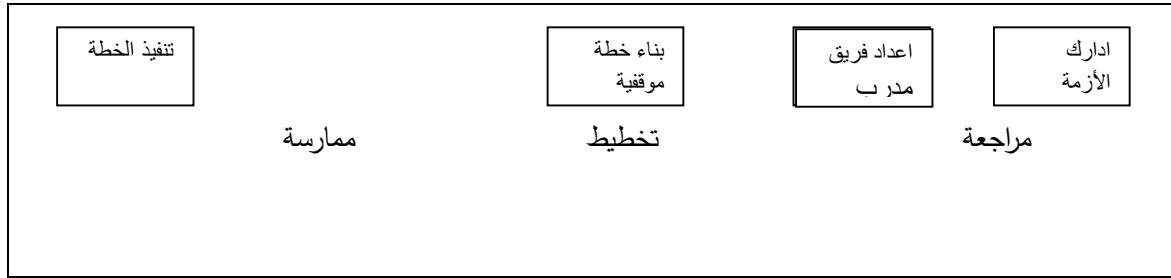 ادارك
الأزمة
اعداد فريق
مدر ب
بناء خطة
موقفية
تنفيذ الخطة
مراجعة
تخطيط
ممارسة